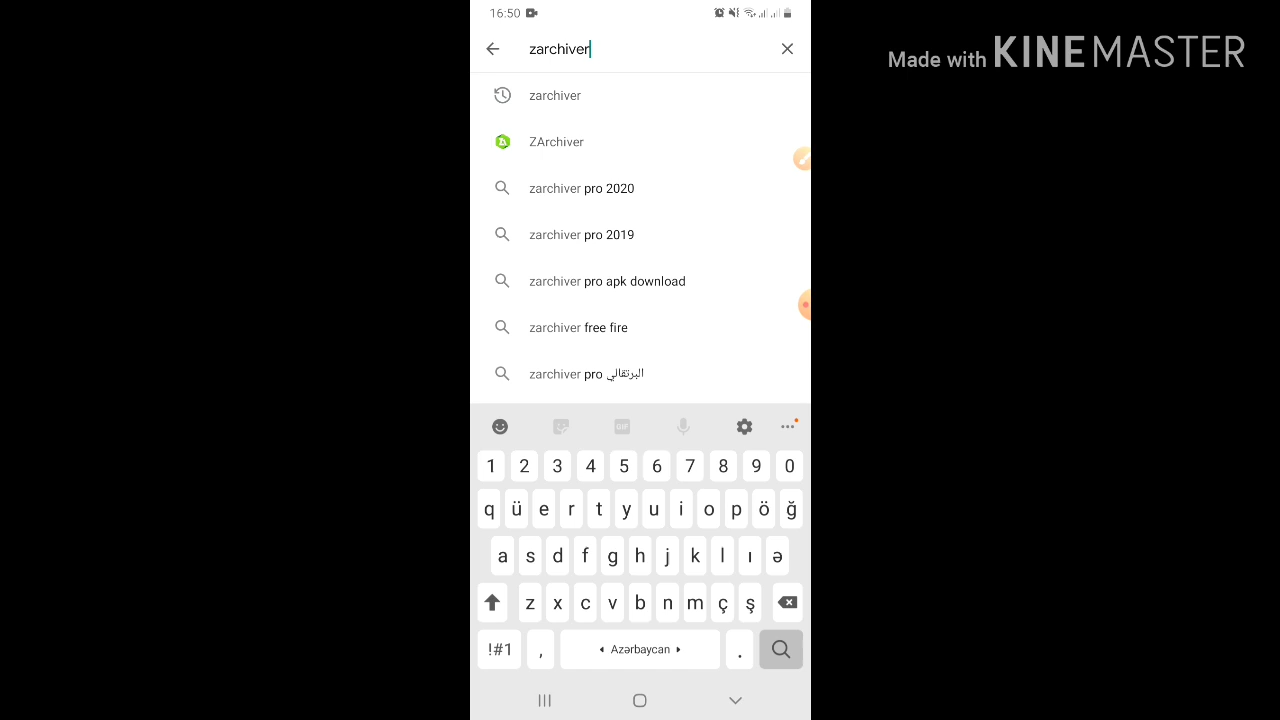 16:50
Made with KINEMASTER
zarchiver
zarchiver
ZArchiver
zarchiver pro 2020
zarchiver pro 2019
zarchiver pro apk download
zarchiver free fire
zarchiver pro البرتقالي
GIF
1 2 3 4 5 6 7 8 9 0
q ü e r t y u i o p ö ğ
a s d f g h j k l ı ə
z x c v b n m ç ş
!#1 , Azərbaycan .